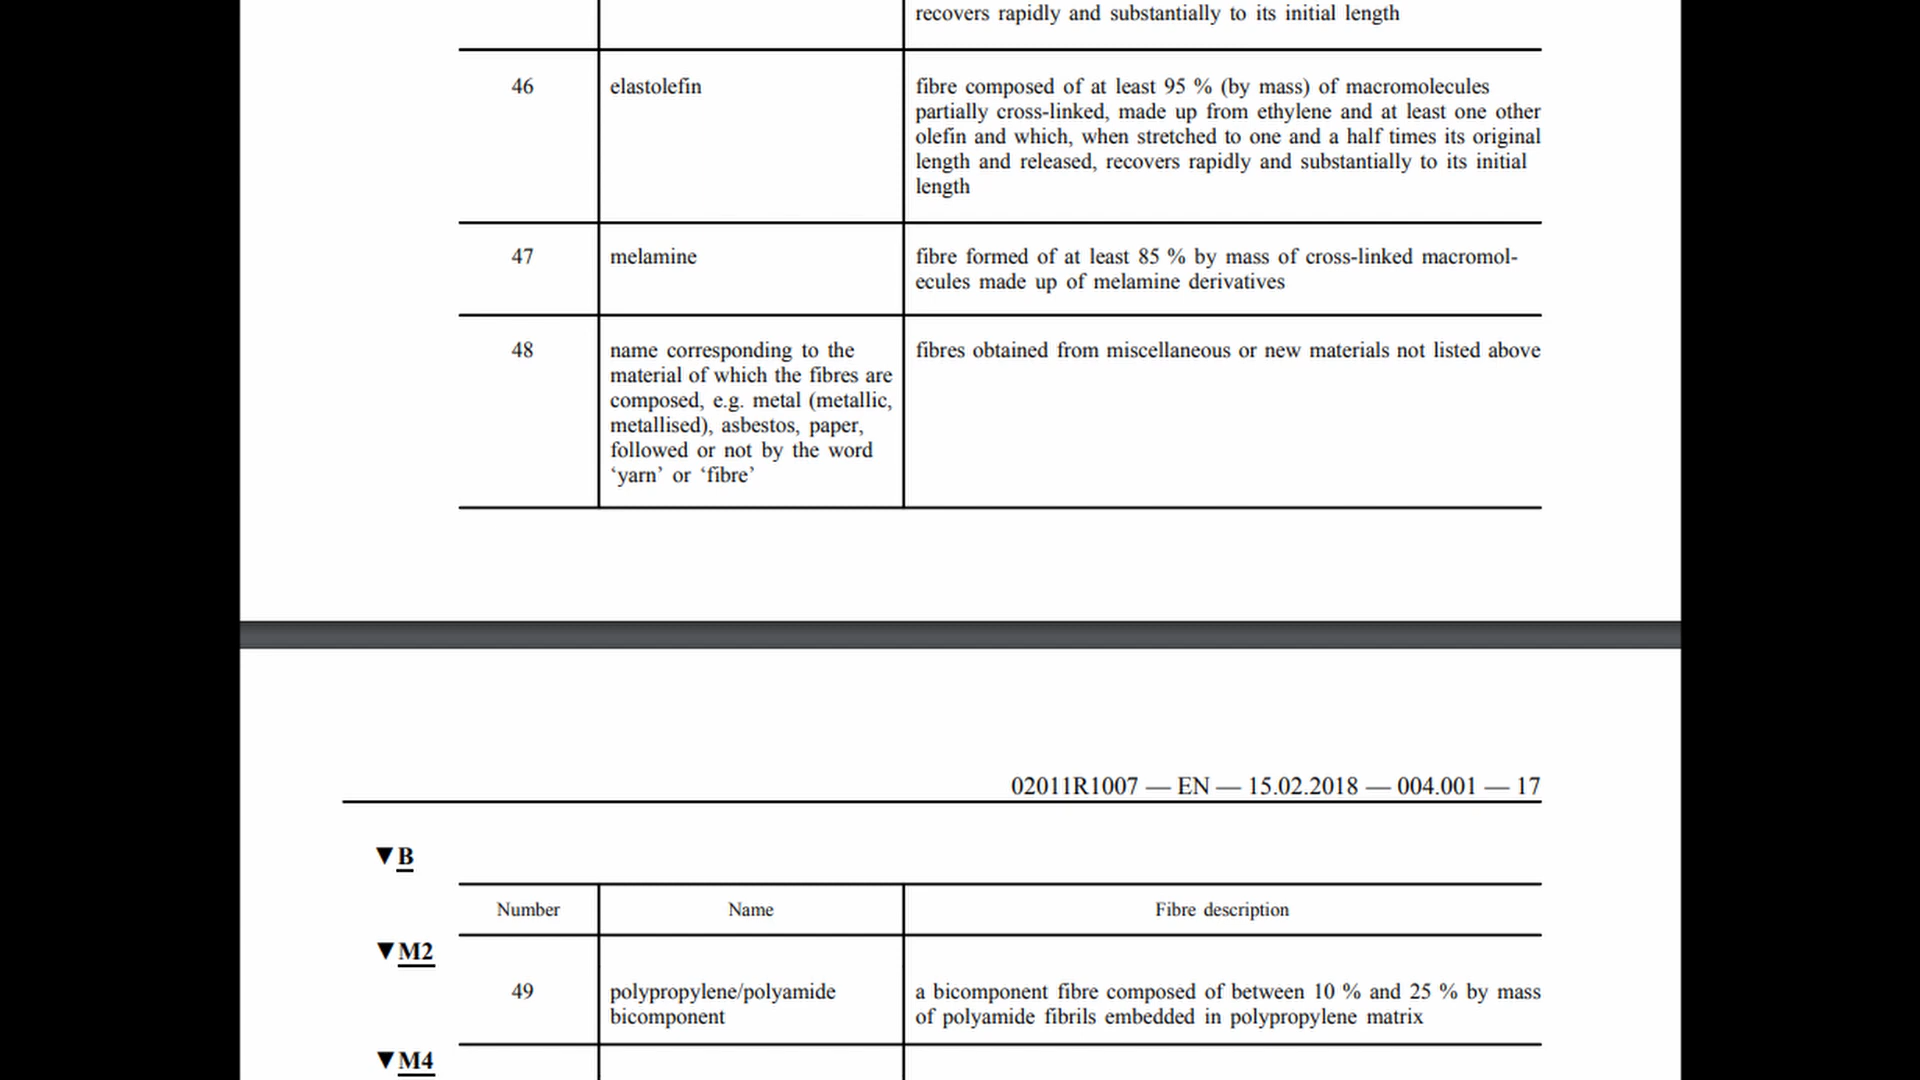 recovers rapidly and substantially to its initial length
46
elastolefin
fibre composed of at least 95 % (by mass) of macromolecules
partially cross-linked, made up from ethylene and at least one other
olefin and which, when stretched to one and a half times its original
length and released, recovers rapidly and substantially to its initial
length
47
melamine
fibre formed of at least 85 % by mass of cross-linked macromol-
ecules made up of melamine derivatives
48
name corresponding to the
material of which the fibres are
composed, e.g. metal (metallic,
metallised), asbestos, paper,
followed or not by the word
‘yarn’ or ‘fibre’
fibres obtained from miscellaneous or new materials not listed above
02011R1007 — EN — 15.02.2018 — 004.001 — 17
▼B
Number
Name
Fibre description
▼M2
49
polypropylene/polyamide
bicomponent
a bicomponent fibre composed of between 10 % and 25 % by mass
of polyamide fibrils embedded in polypropylene matrix
▼M4